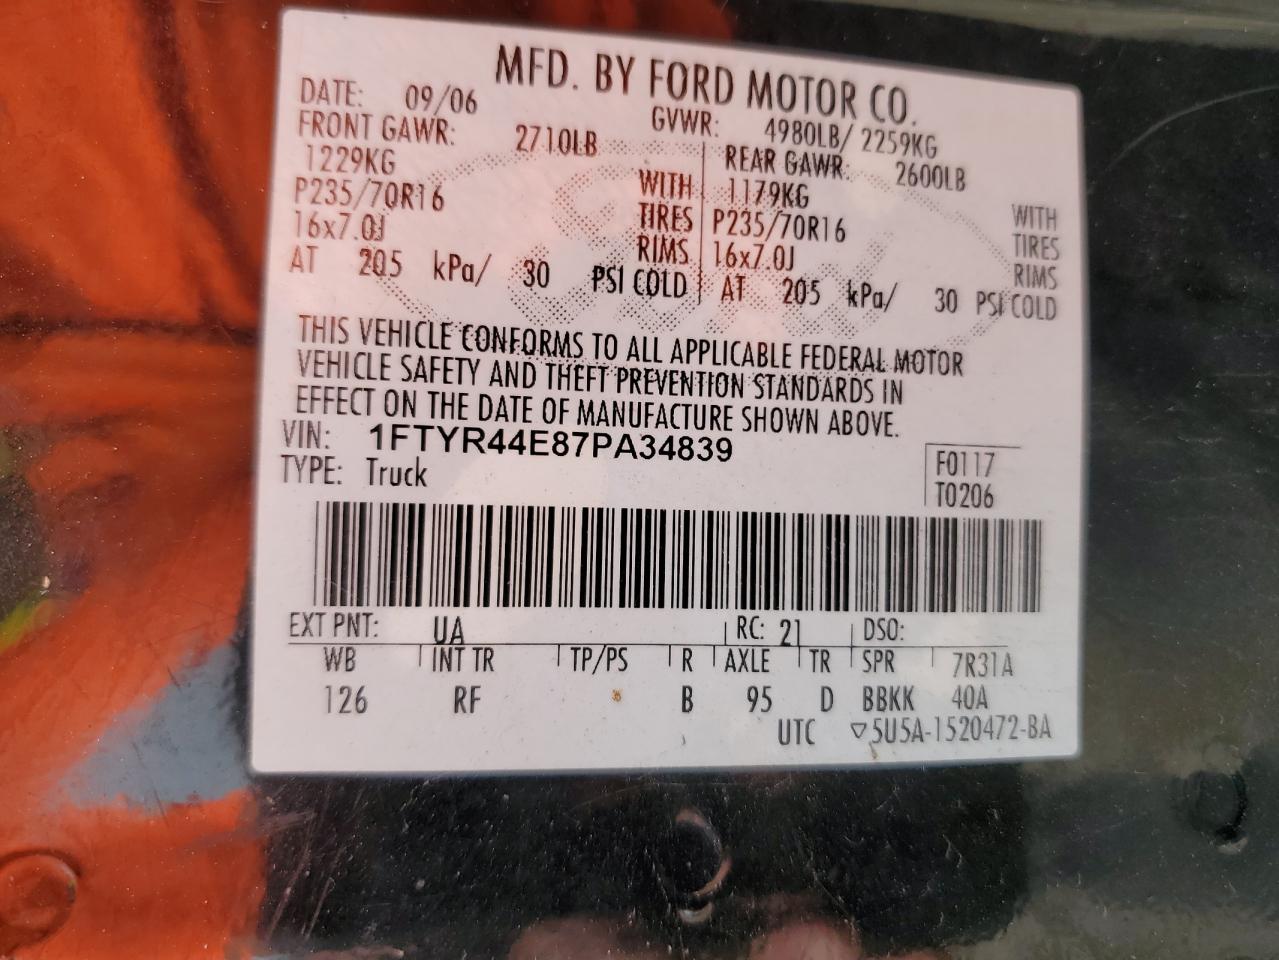 MFD. BY FORD MOTOR CO.
DATE: 09/06 GVWR: 4980LB/ 2259KG
FRONT GAWR: 2710LB REAR GAWR: 2600LB
1229KG WITH 1179KG WITH
P235/70R16 TIRES P235/70R16 TIRES
16x7.0J RIMS 16x7.0J RIMS
AT 205 kPa/ 30 PSI COLD AT 205 kPa/ 30 PSI COLD
THIS VEHICLE CONFORMS TO ALL APPLICABLE FEDERAL MOTOR
VEHICLE SAFETY AND THEFT PREVENTION STANDARDS IN
EFFECT ON THE DATE OF MANUFACTURE SHOWN ABOVE.
VIN: 1FTYR44E87PA34839
TYPE: Truck
F0117
T0206
EXT PNT: UA RC: 21 DSO:
WB INT TR TP/PS R AXLE TR SPR 7R31A
126 RF B 95 D BBKK 40A
UTC ▽5U5A-1520472-BA